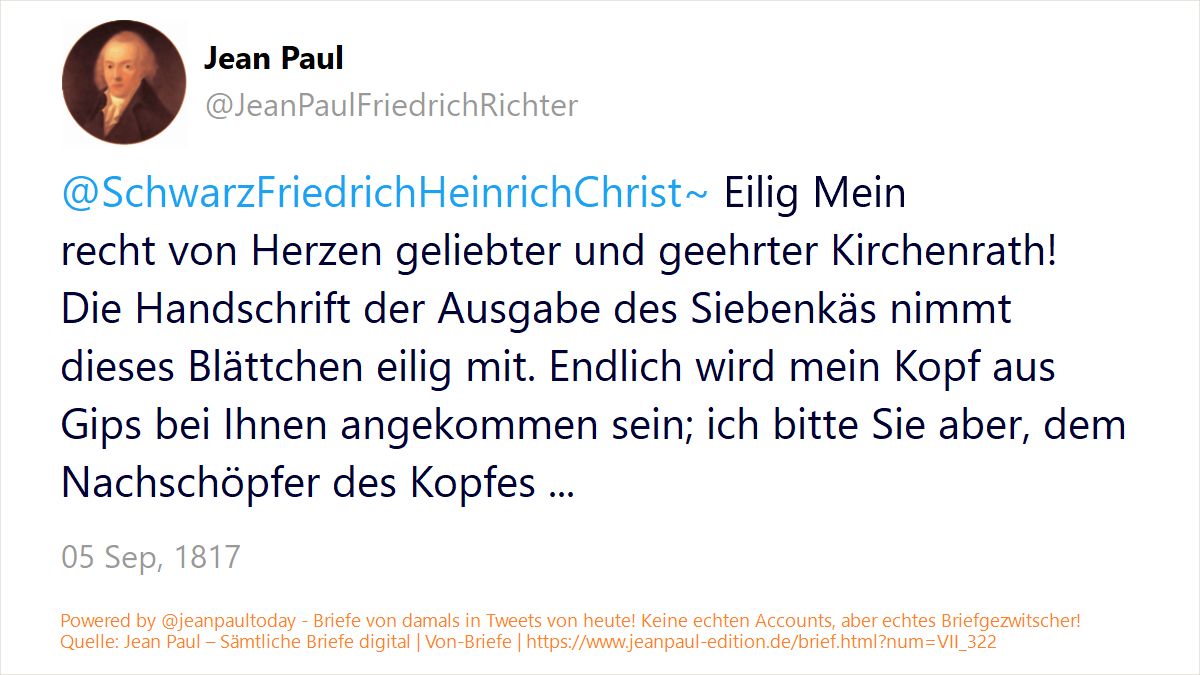 Jean Paul
@JeanPaulFriedrichRichter
@SchwarzFriedrichHeinrichChrist~ Eilig Mein
recht von Herzen geliebter und geehrter Kirchenrath!
Die Handschrift der Ausgabe des Siebenkäs nimmt
dieses Blättchen eilig mit. Endlich wird mein Kopf aus
Gips bei Ihnen angekommen sein; ich bitte Sie aber, dem
Nachschöpfer des Kopfes ...
05 Sep, 1817
Powered by @jeanpaultoday - Briefe von damals in Tweets von heute! Keine echten Accounts, aber echtes Briefgezwitscher!
Quelle: Jean Paul – Sämtliche Briefe digital | Von-Briefe | https://www.jeanpaul-edition.de/brief.html?num=VII_322